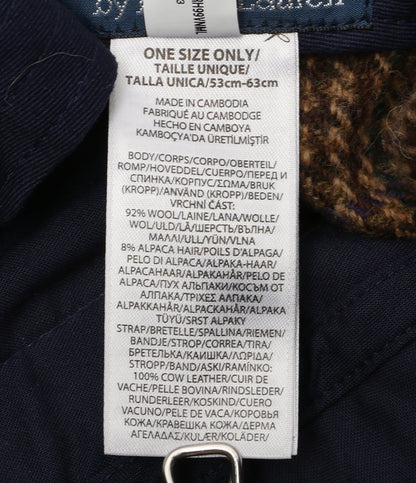 by Lauren
ONE SIZE ONLY/
TAILLE UNIQUE/
TALLA UNICA/53cm-63cm
MADE IN CAMBODIA
FABRIQUÉ AU CAMBODGE
HECHO EN CAMBOYA
KAMBOÇYA'DA ÜRETİLMİŞTİR
BODY/CORPS/CORPO/OBERTEIL/
ROMP/HOVEDDEL/CUERPO/ПЕРЕД И
СПИНКА/КОРПУС/ΣΩΜΑ/BRUK
(KROPP)/ANVÄND (KROPP)/BEDEN/
VRCHNÍ ČÁST:
92% WOOL/LAINE/LANA/WOLLE/
WOL/ULD/LÃ/ШЕРСТЬ/ВЪЛНА/
ΜΑΛΛΙ/ULL/YÜN/VLNA
8% ALPACA HAIR/POILS D'ALPAGA/
PELO DI ALPACA/ALPAKA-HAAR/
ALPACAHAAR/ALPAKAHÅR/PELO DE
ALPACA/ПУХ АЛЬПАКИ/КОСЪМ ОТ
АЛПАКА/ΤΡΙΧΕΣ ΑΛΠΑΚΑ/
ALPAKKAHÅR/ALPACKAHÅR/ALPAKA
TÜYÜ/SRST ALPAKY
STRAP/BRETELLE/SPALLINA/RIEMEN/
BANDJE/STROP/CORREA/TIRA/
БРЕТЕЛЬКА/КАИШКА/ΛΩΡΙΔΑ/
STROPP/BAND/ASKI/RAMÍNKO:
100% COW LEATHER/CUIR DE
VACHE/PELLE BOVINA/RINDSLEDER/
RUNDERLEER/KOSKIND/CUERO
VACUNO/PELE DE VACA/КОРОВЬЯ
КОЖА/КРАВЕШКА КОЖА/ΔΕΡΜΑ
ΑΓΕΛΑΔΑΣ/KULÆR/KOLÄDER/